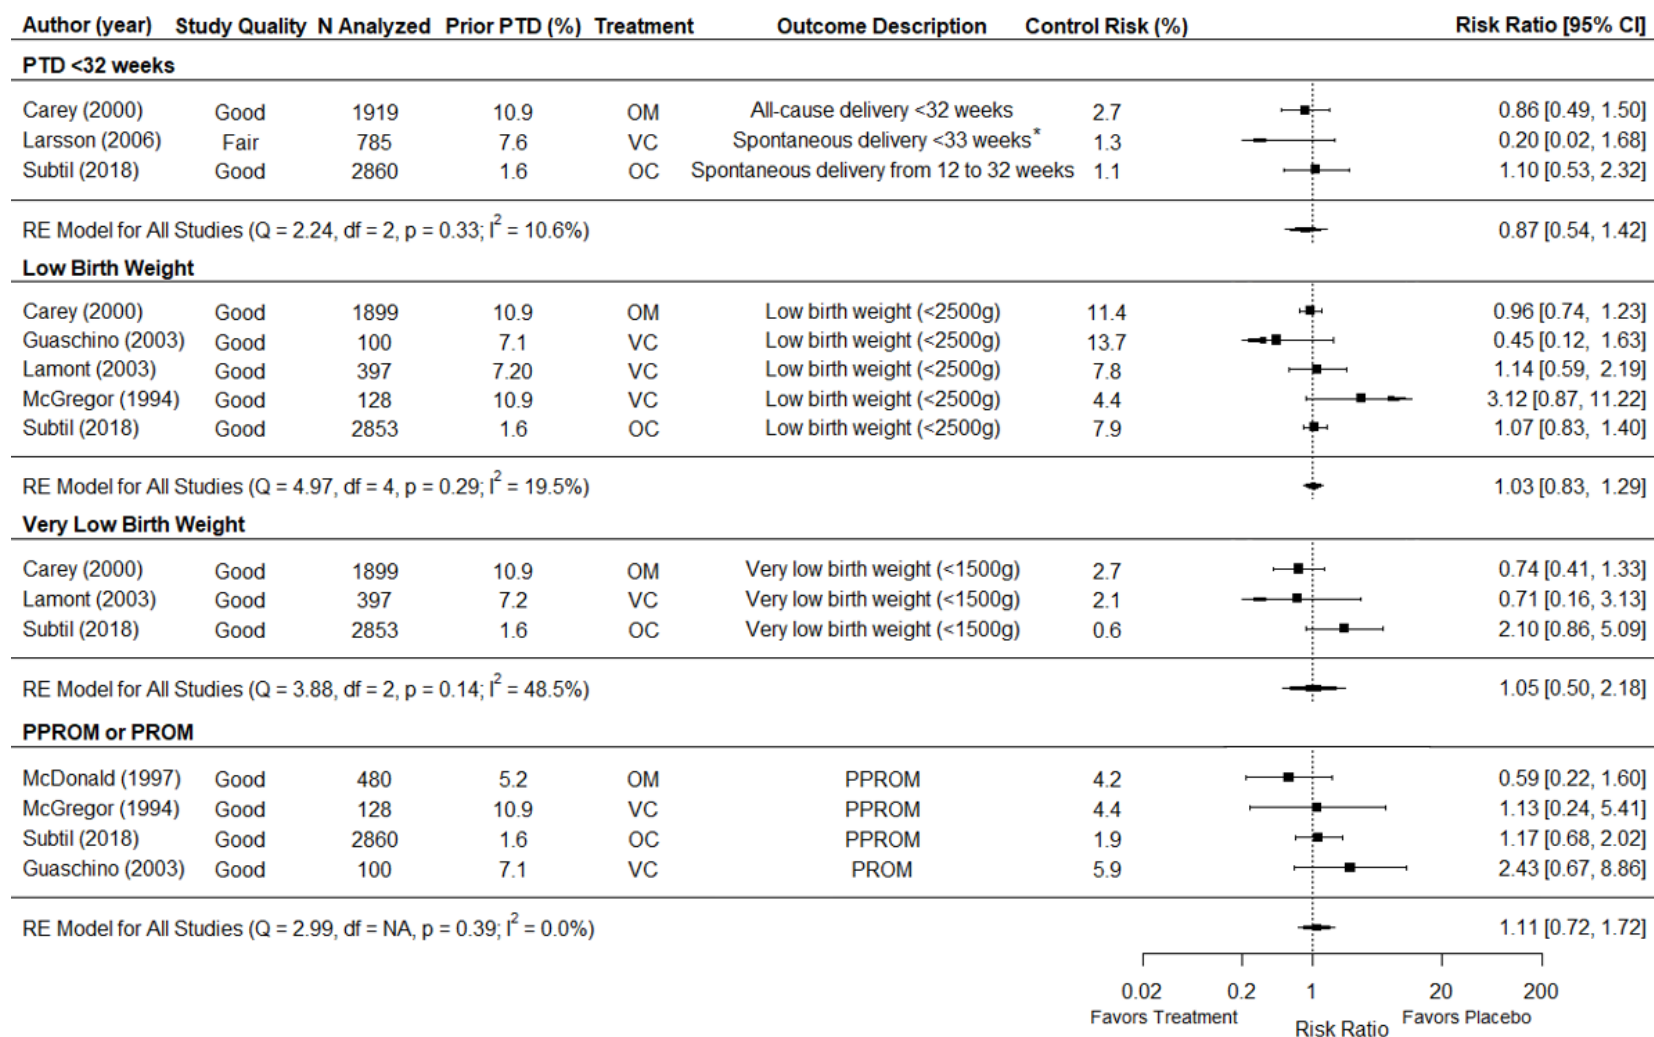 Author (year) Study Quality N Analyzed Prior PTD (%) Treatment Outcome Description Control Risk (%) Risk Ratio [95% CI]
PTD <32 weeks
Carey (2000) Good 1919 10.9 OM All-cause delivery <32 weeks 2.7 0.86 [0.49, 1.50]
Larsson (2006) Fair 785 7.6 VC Spontaneous delivery <33 weeks* 1.3 0.20 [0.02, 1.68]
Subtil (2018) Good 2860 1.6 OC Spontaneous delivery from 12 to 32 weeks 1.1 1.10 [0.53, 2.32]
RE Model for All Studies (Q = 2.24, df = 2, p = 0.33; I² = 10.6%) 0.87 [0.54, 1.42]
Low Birth Weight
Carey (2000) Good 1899 10.9 OM Low birth weight (<2500g) 11.4 0.96 [0.74, 1.23]
Guaschino (2003) Good 100 7.1 VC Low birth weight (<2500g) 13.7 0.45 [0.12, 1.63]
Lamont (2003) Good 397 7.20 VC Low birth weight (<2500g) 7.8 1.14 [0.59, 2.19]
McGregor (1994) Good 128 10.9 VC Low birth weight (<2500g) 4.4 3.12 [0.87, 11.22]
Subtil (2018) Good 2853 1.6 OC Low birth weight (<2500g) 7.9 1.07 [0.83, 1.40]
RE Model for All Studies (Q = 4.97, df = 4, p = 0.29; I² = 19.5%) 1.03 [0.83, 1.29]
Very Low Birth Weight
Carey (2000) Good 1899 10.9 OM Very low birth weight (<1500g) 2.7 0.74 [0.41, 1.33]
Lamont (2003) Good 397 7.2 VC Very low birth weight (<1500g) 2.1 0.71 [0.16, 3.13]
Subtil (2018) Good 2853 1.6 OC Very low birth weight (<1500g) 0.6 2.10 [0.86, 5.09]
RE Model for All Studies (Q = 3.88, df = 2, p = 0.14; I² = 48.5%) 1.05 [0.50, 2.18]
PPROM or PROM
McDonald (1997) Good 480 5.2 OM PPROM 4.2 0.59 [0.22, 1.60]
McGregor (1994) Good 128 10.9 VC PPROM 4.4 1.13 [0.24, 5.41]
Subtil (2018) Good 2860 1.6 OC PPROM 1.9 1.17 [0.68, 2.02]
Guaschino (2003) Good 100 7.1 VC PROM 5.9 2.43 [0.67, 8.86]
RE Model for All Studies (Q = 2.99, df = NA, p = 0.39; I² = 0.0%) 1.11 [0.72, 1.72]
0.02 0.2 1 20 200
Favors Treatment Risk Ratio Favors Placebo